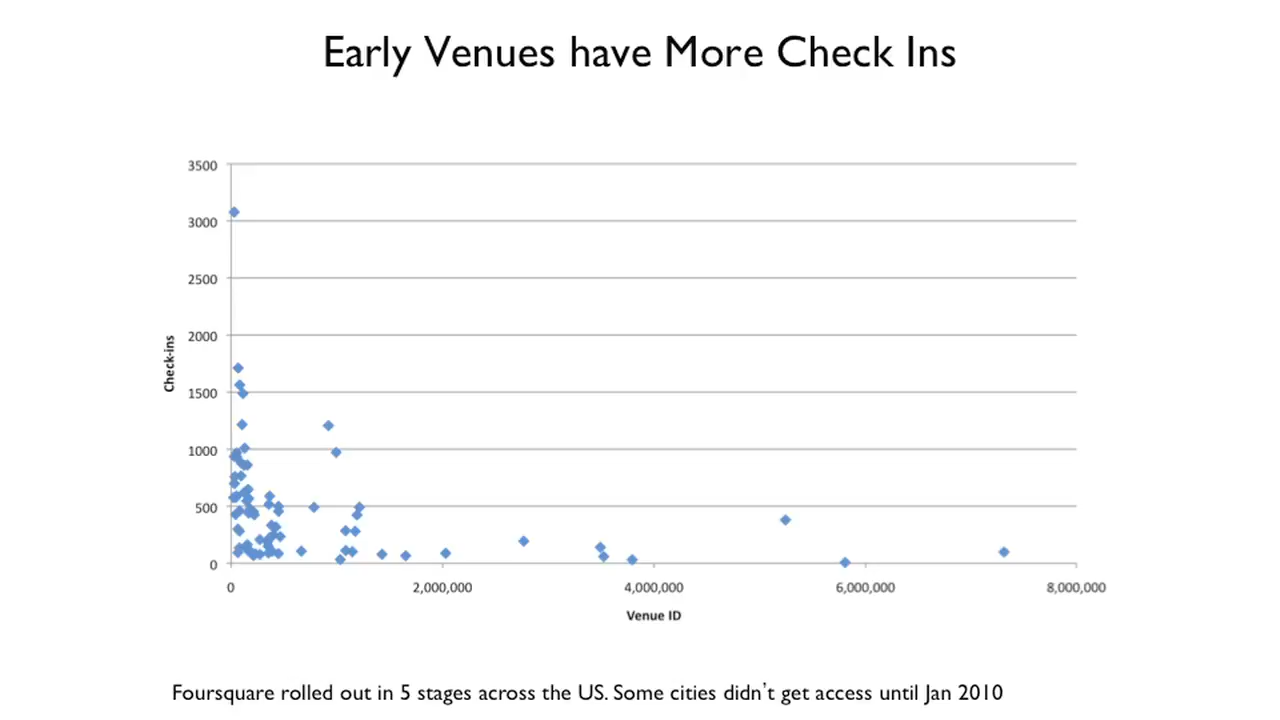 Early Venues have More Check Ins
3500
3000
2500
2000
1500
1000
500
0
Check-ins
0 2,000,000 4,000,000 6,000,000 8,000,000
Venue ID
Foursquare rolled out in 5 stages across the US. Some cities didn't get access until Jan 2010